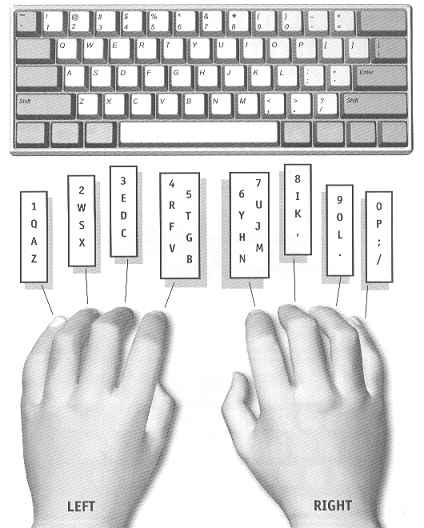 ~ ! @ # $ % ^ & * ( ) _ +
` 1 2 3 4 5 6 7 8 9 0 - =
Q W E R T Y U I O P [ ]
A S D F G H J K L : " Enter
; '
Shift Z X C V B N M < > ? Shift
, . /
1 Q A Z
2 W S X
3 E D C
4 R F V
5 T G B
6 Y H N
7 U J M
8 I K ,
9 O L .
0 P ; /
LEFT
RIGHT